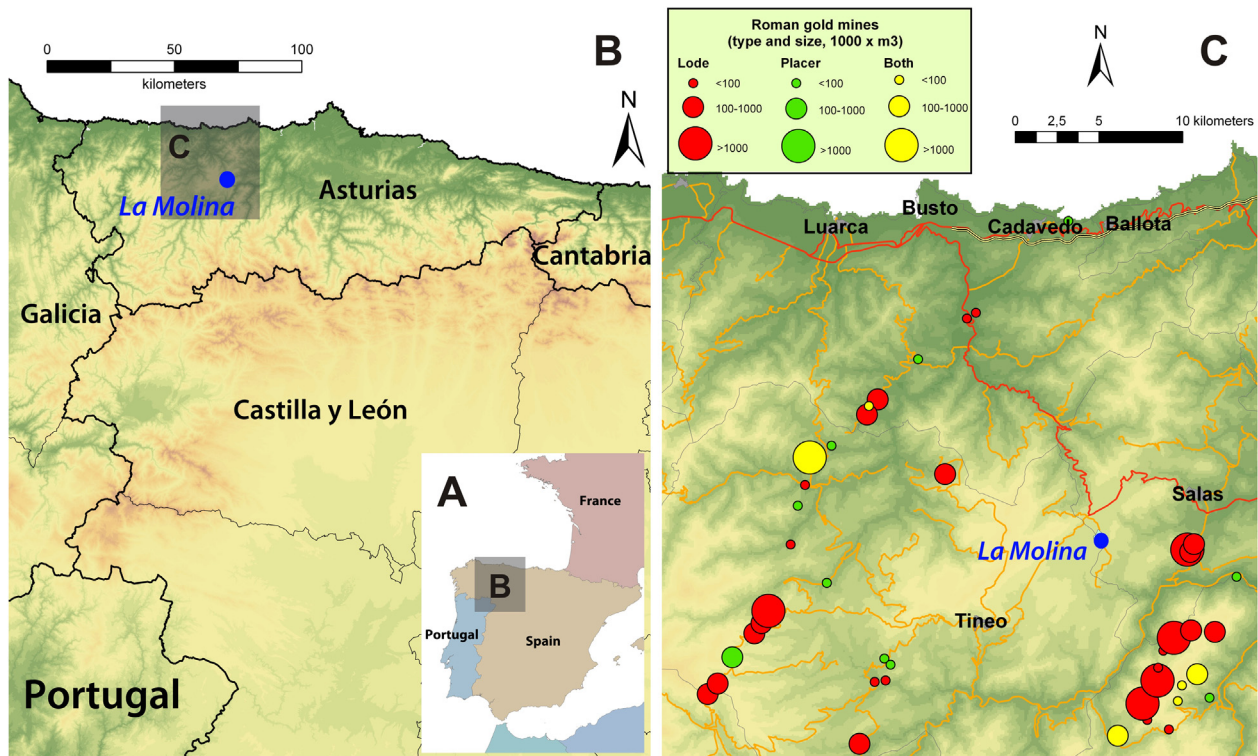 0 50 100
kilometers
B
N
C
La Molina
Asturias
Cantabria
Galicia
Castilla y León
Portugal
A
France
B
Portugal
Spain
Roman gold mines
(type and size, 1000 x m3)
Lode Placer Both
<100 <100 <100
100-1000 100-1000 100-1000
>1000 >1000 >1000
N
C
0 2,5 5 10 kilometers
Luarca
Busto
Cadavedo
Ballota
Salas
La Molina
Tineo